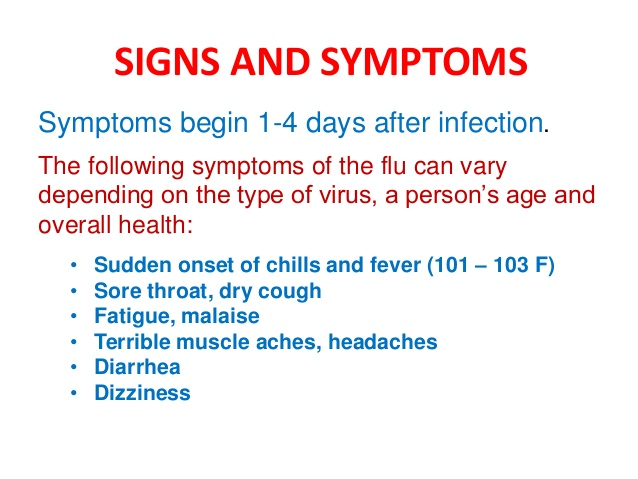 SIGNS AND SYMPTOMS
Symptoms begin 1-4 days after infection.
The following symptoms of the flu can vary
depending on the type of virus, a person’s age and
overall health:
• Sudden onset of chills and fever (101 – 103 F)
• Sore throat, dry cough
• Fatigue, malaise
• Terrible muscle aches, headaches
• Diarrhea
• Dizziness